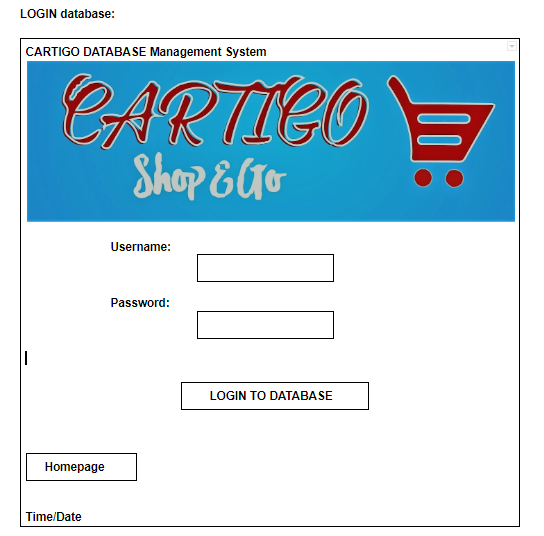 LOGIN database:
CARTIGO DATABASE Management System
CARTIGO
Shop & Go
Username:
Password:
LOGIN TO DATABASE
Homepage
Time/Date